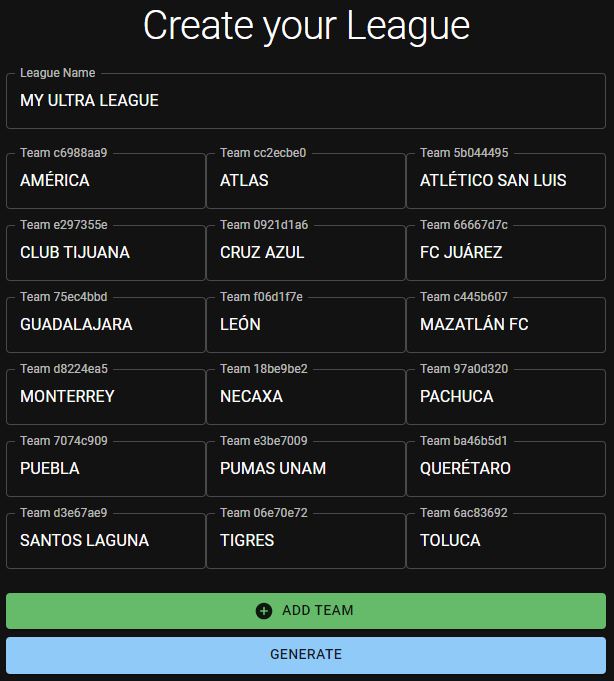 Create your League
League Name
MY ULTRA LEAGUE
Team c6988aa9 Team cc2ecbe0 Team 5b044495
AMÉRICA ATLAS ATLÉTICO SAN LUIS
Team e297355e Team 0921d1a6 Team 66667d7c
CLUB TIJUANA CRUZ AZUL FC JUÁREZ
Team 75ec4bbd Team f06d1f7e Team c445b607
GUADALAJARA LEÓN MAZATLÁN FC
Team d8224ea5 Team 18be9be2 Team 97a0d320
MONTERREY NECAXA PACHUCA
Team 7074c909 Team e3be7009 Team ba46b5d1
PUEBLA PUMAS UNAM QUERÉTARO
Team d3e67ae9 Team 06e70e72 Team 6ac83692
SANTOS LAGUNA TIGRES TOLUCA
ADD TEAM
GENERATE